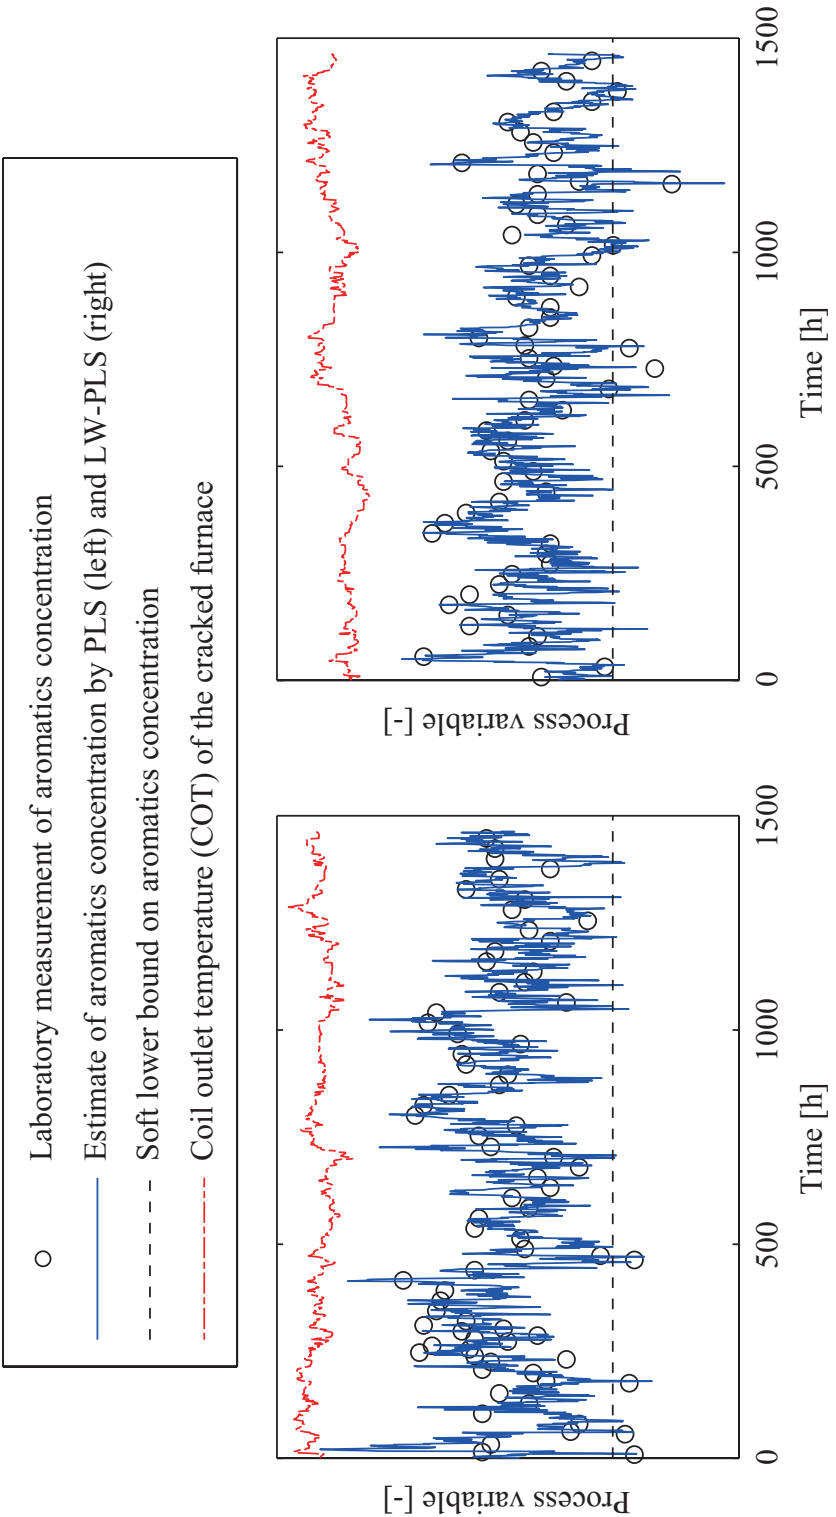 Laboratory measurement of aromatics concentration
Estimate of aromatics concentration by PLS (left) and LW-PLS (right)
Soft lower bound on aromatics concentration
Coil outlet temperature (COT) of the cracked furnace
Process variable [-]
0
500
1000
1500
Time [h]
Process variable [-]
0
500
1000
1500
Time [h]